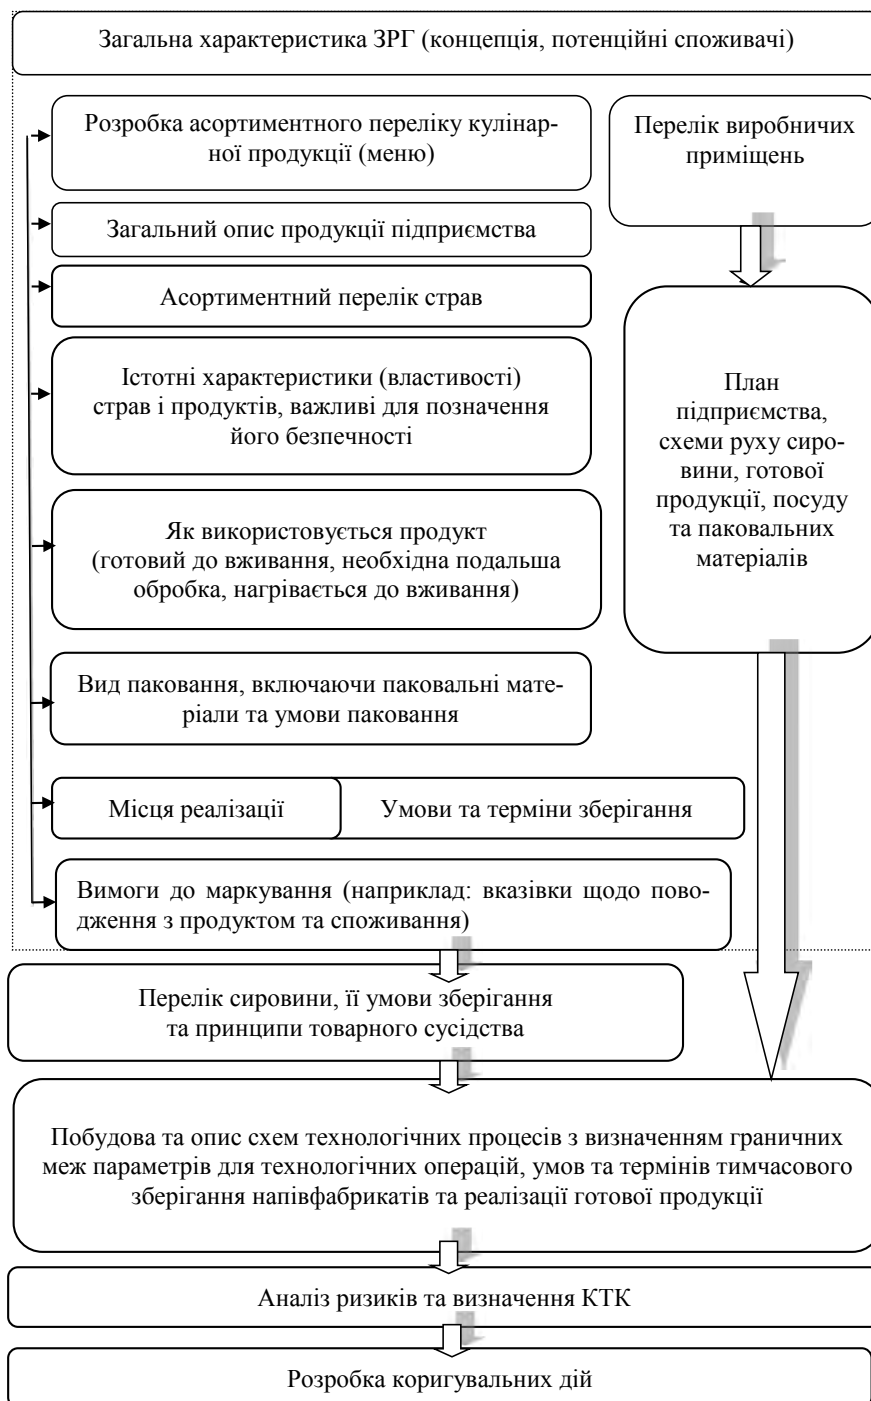 Загальна характеристика ЗРГ (концепція, потенційні споживачі)
Розробка асортиментного переліку кулінар-
ної продукції (меню)
Перелік виробничих
приміщень
Загальний опис продукції підприємства
Асортиментний перелік страв
Істотні характеристики (властивості)
страв і продуктів, важливі для позначення
його безпечності
План
підприємства,
схеми руху сиро-
вини, готової
продукції, посуду
та паковальних
матеріалів
Як використовується продукт
(готовий до вживання, необхідна подальша
обробка, нагрівається до вживання)
Вид паковання, включаючи паковальні мате-
ріали та умови паковання
Місця реалізації
Умови та терміни зберігання
Вимоги до маркування (наприклад: вказівки щодо пово-
дження з продуктом та споживання)
Перелік сировини, її умови зберігання
та принципи товарного сусідства
Побудова та опис схем технологічних процесів з визначенням граничних
меж параметрів для технологічних операцій, умов та термінів тимчасового
зберігання напівфабрикатів та реалізації готової продукції
Аналіз ризиків та визначення КТК
Розробка коригувальних дій